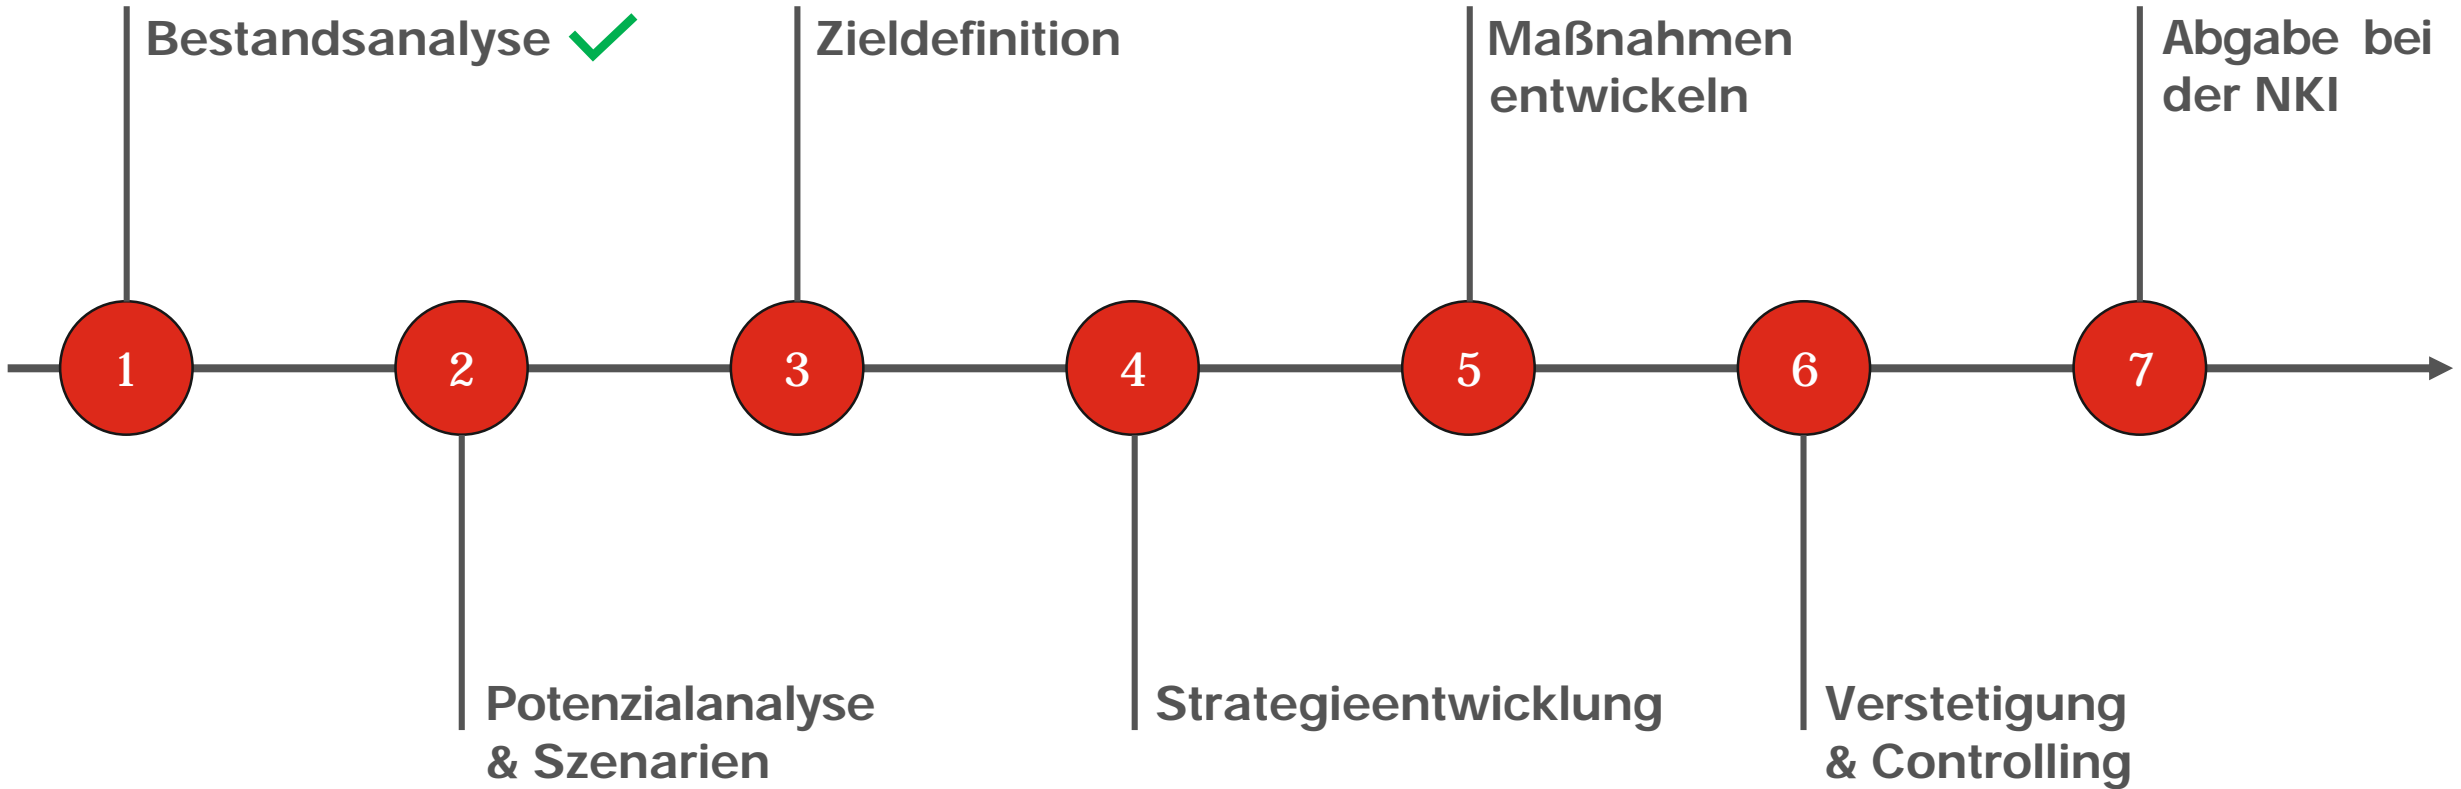 Bestandsanalyse
Zieldefinition
Maßnahmen
entwickeln
Abgabe bei
der NKI
1
2
3
4
5
6
7
Potenzialanalyse
& Szenarien
Strategieentwicklung
Verstetigung
& Controlling